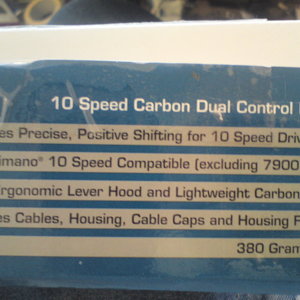 10 Speed Carbon Dual Control
es Precise, Positive Shifting for 10 Speed Driv
imano® 10 Speed Compatible (excluding 7900
rgonomic Lever Hood and Lightweight Carbon
es Cables, Housing, Cable Caps and Housing F
380 Gram